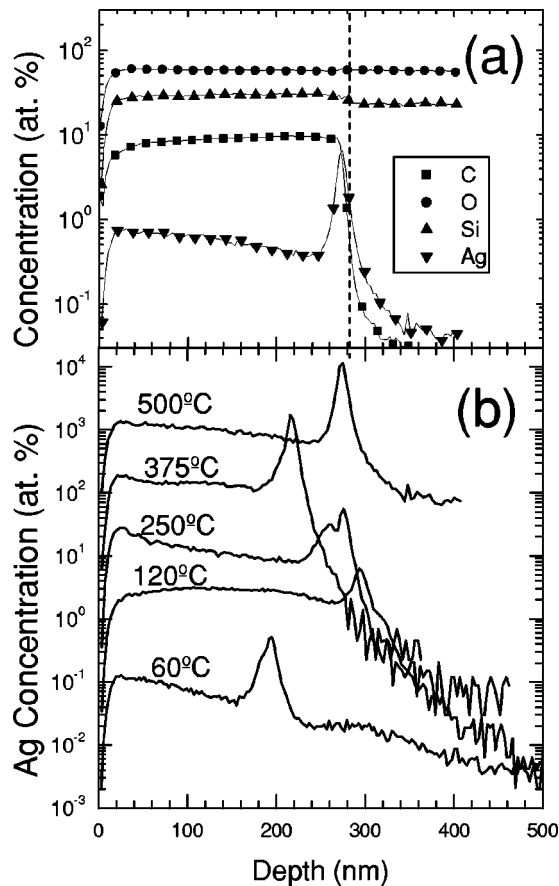 10²
10¹
10⁰
10⁻¹
Concentration (at. %)
(a)
C
O
Si
Ag
10⁴
10³
10²
10¹
10⁰
10⁻¹
10⁻²
10⁻³
Ag Concentration (at. %)
(b)
500ºC
375ºC
250ºC
120ºC
60ºC
0 100 200 300 400 500
Depth (nm)